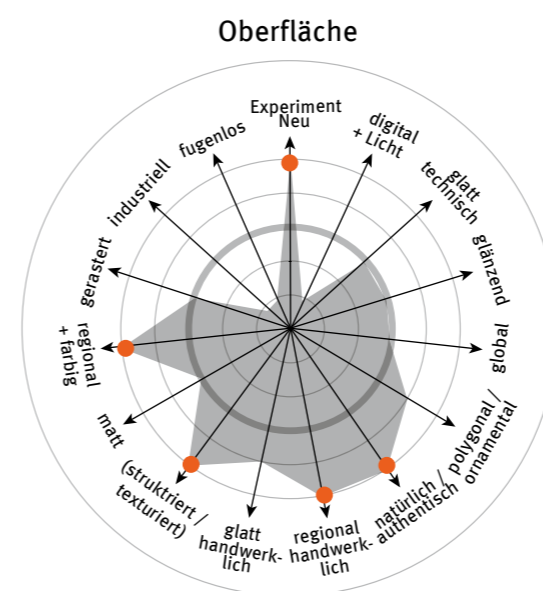 Oberfläche
Experiment
Neu
digital
+ Licht
glatt
technisch
glänzend
global
polygonal /
ornamental
natürlich /
authentisch
regional
handwerk-
lich
glatt
handwerk-
lich
(struktriert /
texturiert)
matt
regional
+ farbig
gerastert
industriell
fugenlos